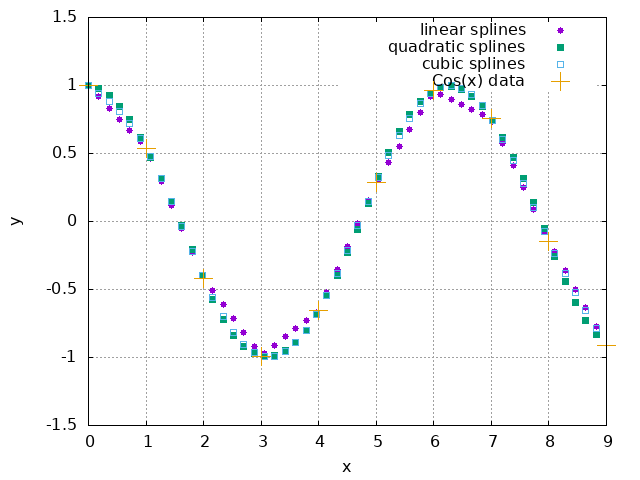 1.5
1
0.5
0
-0.5
-1
-1.5
0 1 2 3 4 5 6 7 8 9
x
y
linear splines
quadratic splines
cubic splines
Cos(x) data